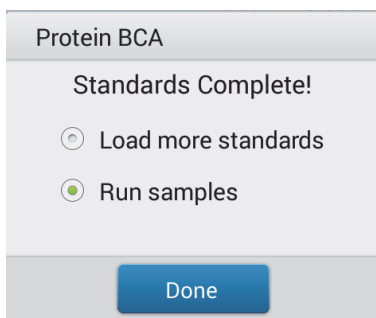 Protein BCA
Standards Complete!
Load more standards
Run samples
Done